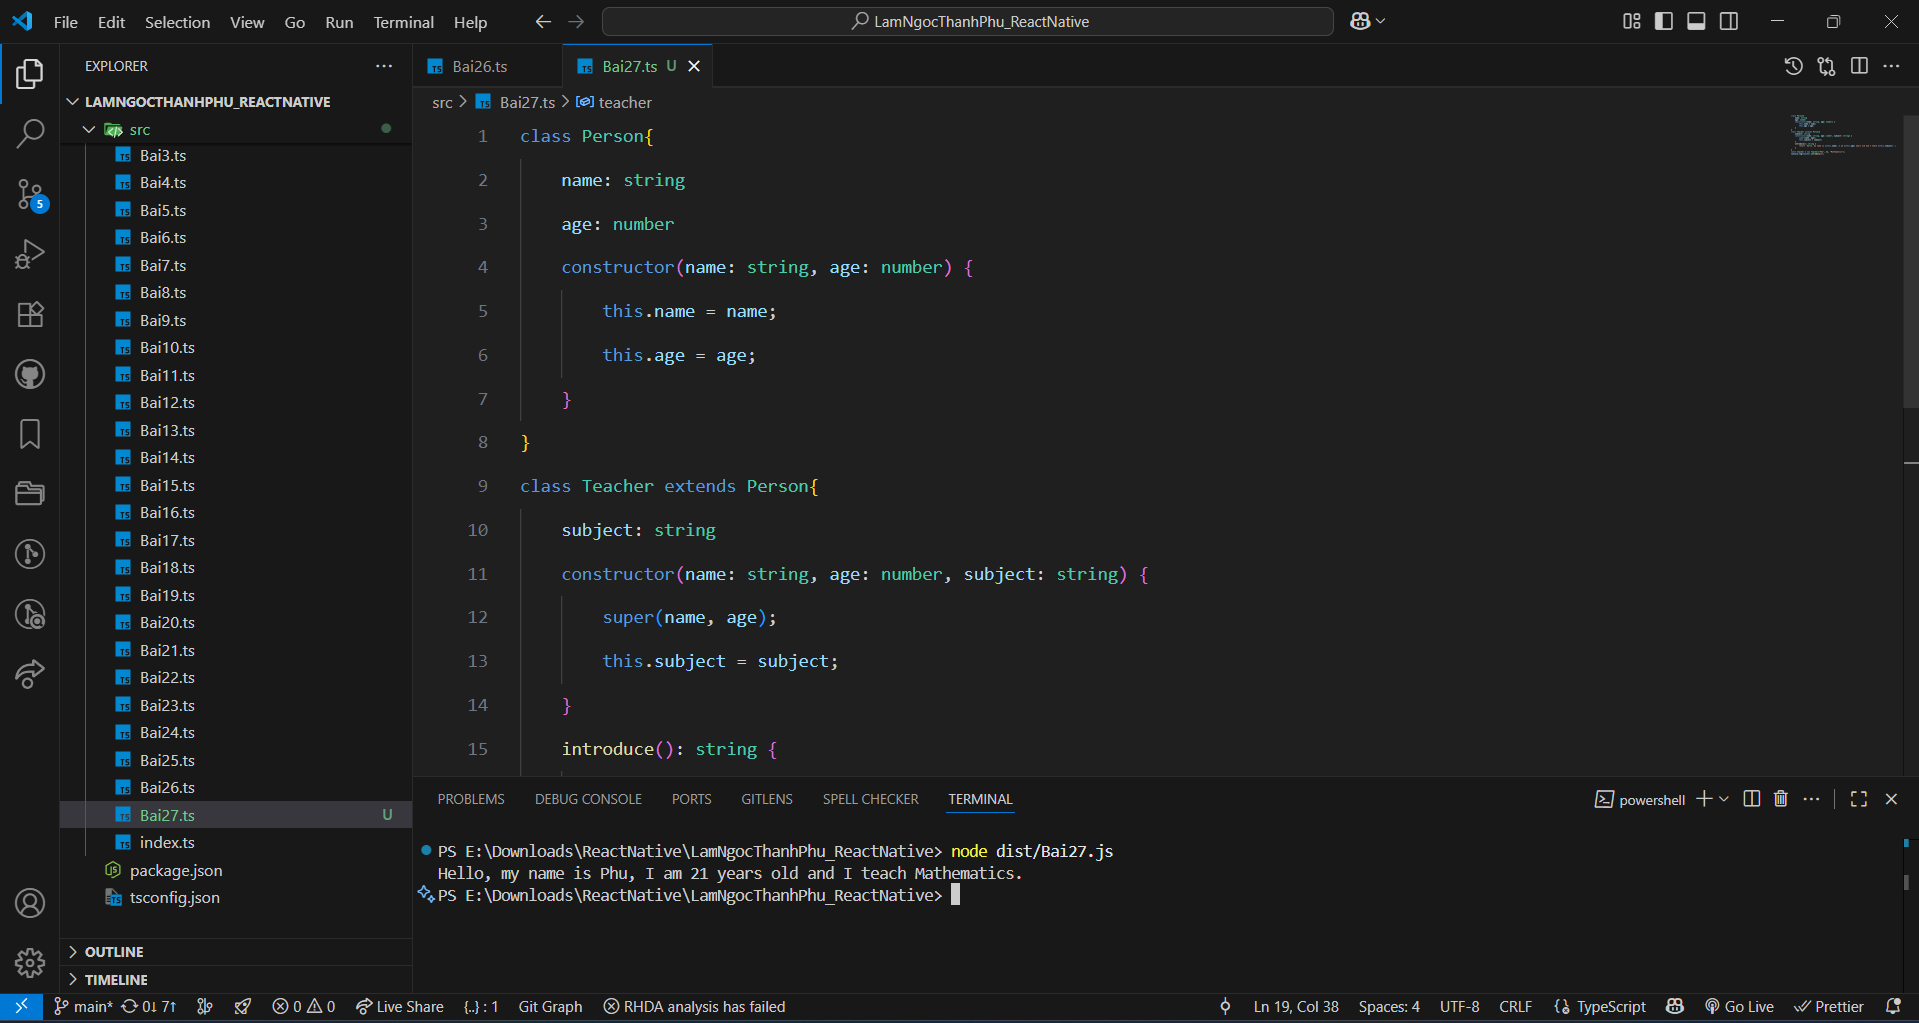 File Edit Selection View Go Run Terminal Help
LamNgocThanhPhu_ReactNative
EXPLORER
LAMNGOCTHANHPHU_REACTNATIVE
src
Bai3.ts
Bai4.ts
Bai5.ts
Bai6.ts
Bai7.ts
Bai8.ts
Bai9.ts
Bai10.ts
Bai11.ts
Bai12.ts
Bai13.ts
Bai14.ts
Bai15.ts
Bai16.ts
Bai17.ts
Bai18.ts
Bai19.ts
Bai20.ts
Bai21.ts
Bai22.ts
Bai23.ts
Bai24.ts
Bai25.ts
Bai26.ts
Bai27.ts U
index.ts
package.json
tsconfig.json
OUTLINE
TIMELINE
5
Bai26.ts
Bai27.ts U
src > Bai27.ts > teacher
1 class Person{
2 name: string
3 age: number
4 constructor(name: string, age: number) {
5 this.name = name;
6 this.age = age;
7 }
8 }
9 class Teacher extends Person{
10 subject: string
11 constructor(name: string, age: number, subject: string) {
12 super(name, age);
13 this.subject = subject;
14 }
15 introduce(): string {
PROBLEMS DEBUG CONSOLE PORTS GITLENS SPELL CHECKER TERMINAL
powershell
PS E:\Downloads\ReactNative\LamNgocThanhPhu_ReactNative> node dist/Bai27.js
Hello, my name is Phu, I am 21 years old and I teach Mathematics.
PS E:\Downloads\ReactNative\LamNgocThanhPhu_ReactNative>
main* 0↓ 7↑ 0 0 Live Share {..} : 1 Git Graph RHDA analysis has failed Ln 19, Col 38 Spaces: 4 UTF-8 CRLF TypeScript Go Live Prettier